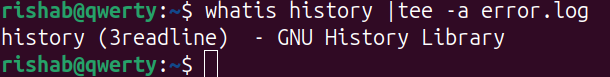 rishab@qwerty:~$ whatis history |tee -a error.log
history (3readline)  - GNU History Library
rishab@qwerty:~$